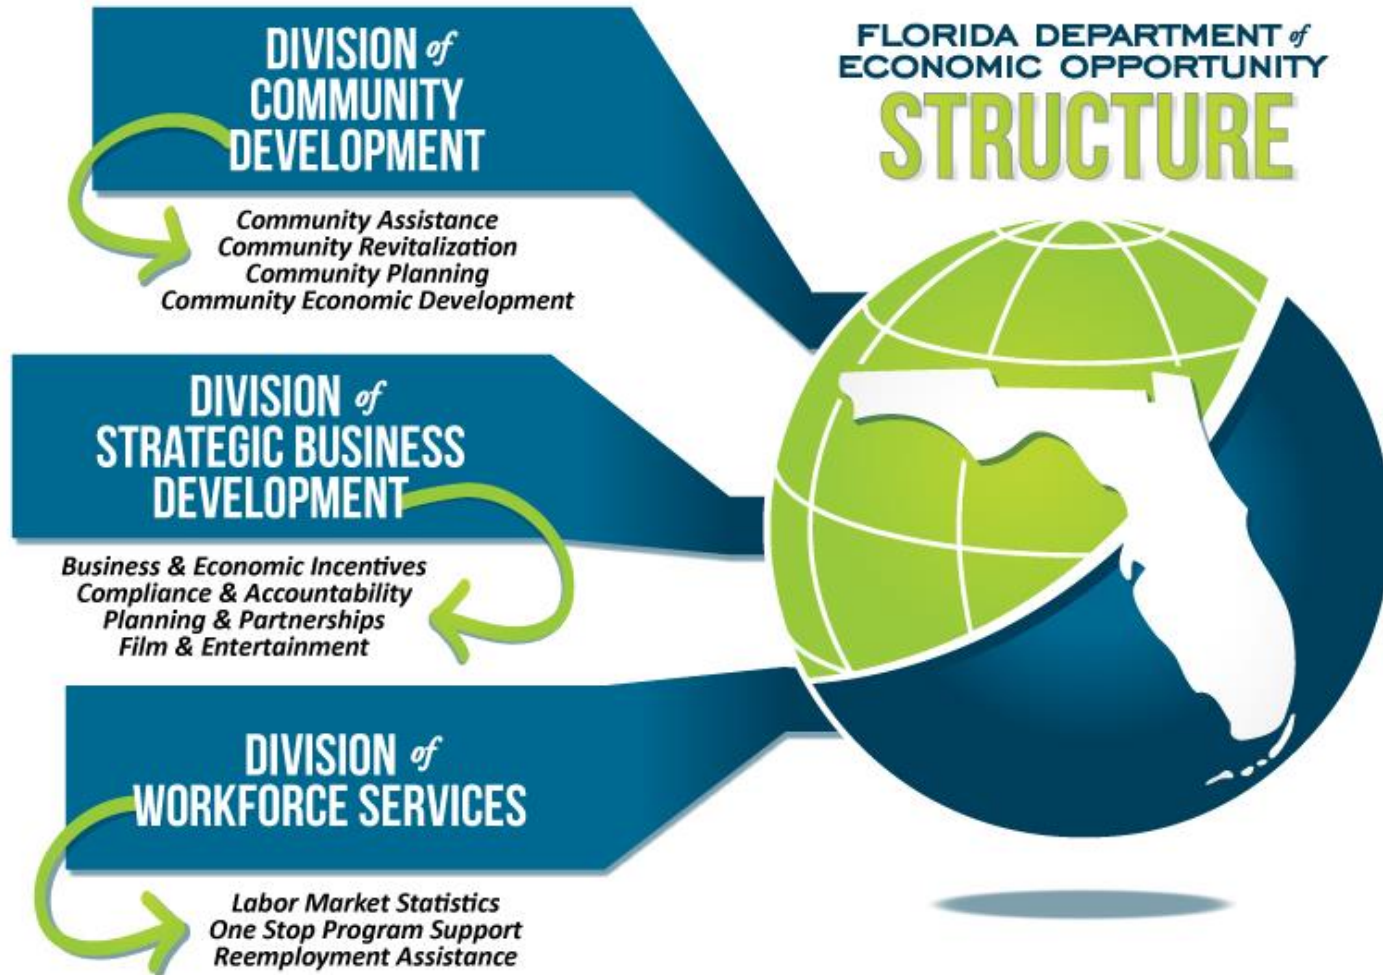 FLORIDA DEPARTMENT of
ECONOMIC OPPORTUNITY
STRUCTURE
DIVISION of
COMMUNITY
DEVELOPMENT
Community Assistance
Community Revitalization
Community Planning
Community Economic Development
DIVISION of
STRATEGIC BUSINESS
DEVELOPMENT
Business & Economic Incentives
Compliance & Accountability
Planning & Partnerships
Film & Entertainment
DIVISION of
WORKFORCE SERVICES
Labor Market Statistics
One Stop Program Support
Reemployment Assistance